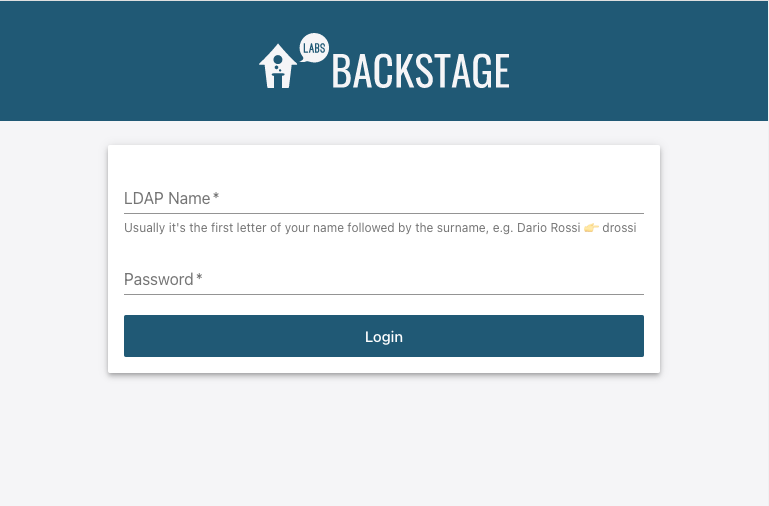 LABS
BACKSTAGE
LDAP Name *
Usually it's the first letter of your name followed by the surname, e.g. Dario Rossi 👉 drossi
Password *
Login